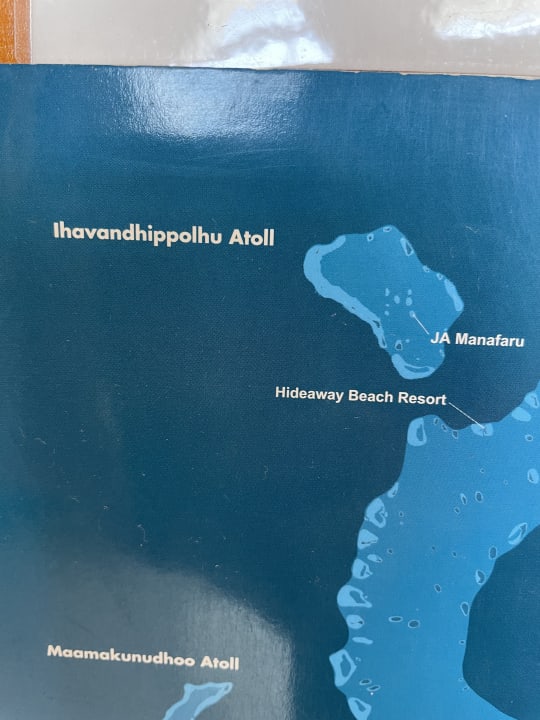 Ihavandhippolhu Atoll
JA Manafaru
Hideaway Beach Resort
Maamakunudhoo Atoll